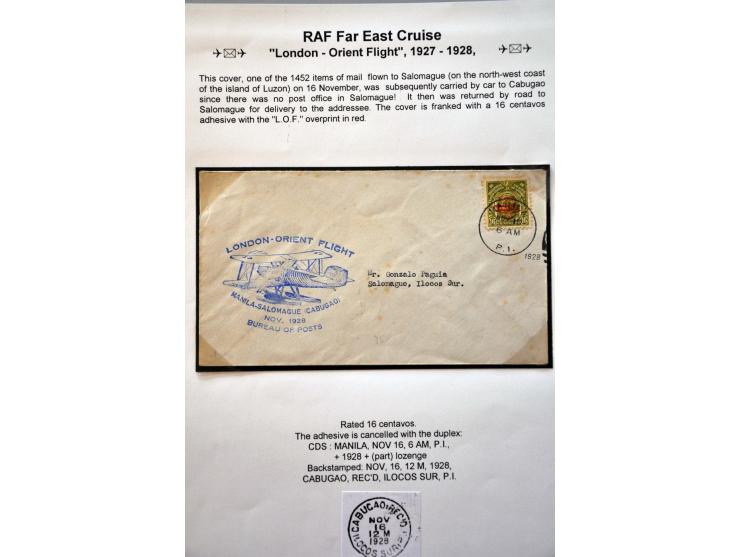 RAF Far East Cruise
"London - Orient Flight", 1927 - 1928,
This cover, one of the 1452 items of mail flown to Salomague (on the north-west coast
of the island of Luzon) on 16 November, was subsequently carried by car to Cabugao
since there was no post office in Salomague! It then was returned by road to
Salomague for delivery to the addressee. The cover is franked with a 16 centavos
adhesive with the "L.O.F." overprint in red.
6 AM
P.I.
1928
LONDON-ORIENT FLIGHT
MANILA-SALOMAGUE (CABUGAO)
NOV. 1928
BUREAU OF POSTS
Mr. Gonzalo Paguia
Salomague, Ilocos Sur.
Rated 16 centavos.
The adhesive is cancelled with the duplex:
CDS : MANILA, NOV 16, 6 AM, P.I.,
+ 1928 + (part) lozenge
Backstamped: NOV, 16, 12 M, 1928,
CABUGAO, REC'D, ILOCOS SUR, P.I.
CABUGAO, REC'D.
NOV
16
12 M
1928
ILOCOS SUR, P.I.